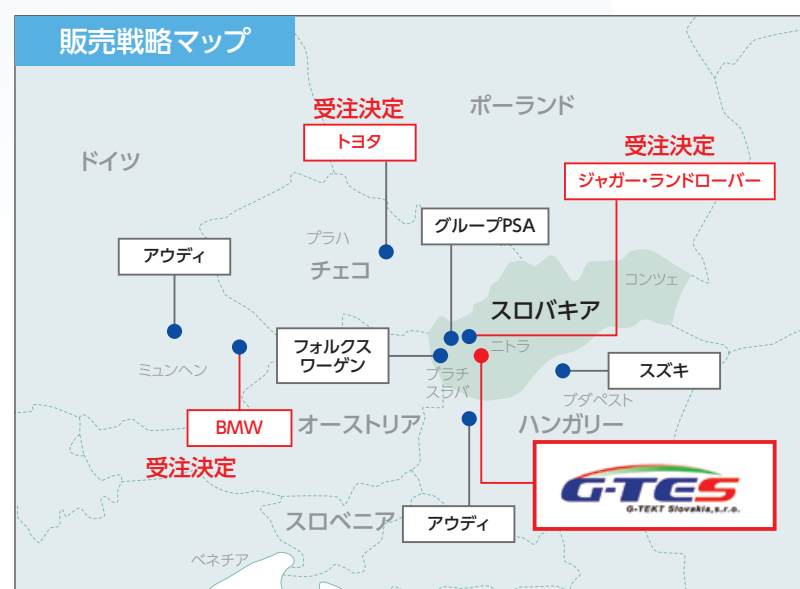 販売戦略マップ
受注決定
トヨタ
ポーランド
受注決定
ジャガー・ランドローバー
ドイツ
グループPSA
プラハ
チェコ
アウディ
コンツェ
スロバキア
フォルクス
ワーゲン
ニトラ
ミュンヘン
ブラチ
スラバ
スズキ
ブダペスト
BMW
オーストリア
ハンガリー
受注決定
G-TES
G-TEKT Slovakia,s.r.o.
スロベニア
アウディ
ベネチア